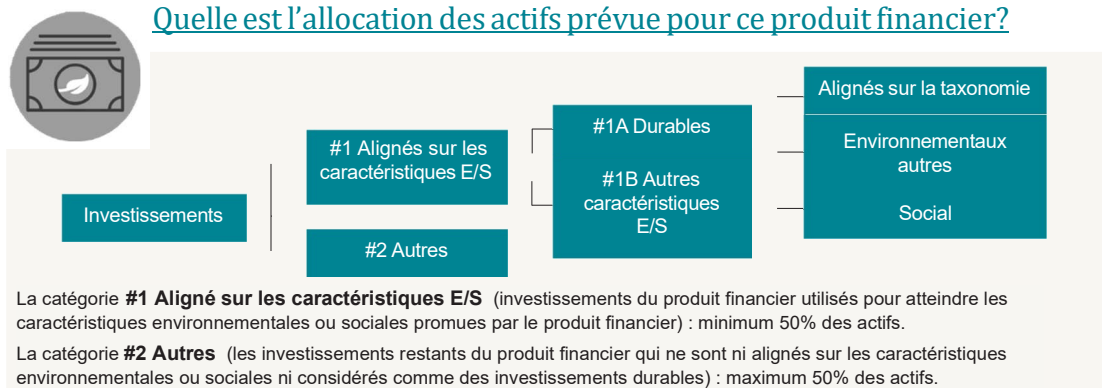 Quelle est l’allocation des actifs prévue pour ce produit financier?
Investissements
#1 Alignés sur les
caractéristiques E/S
#2 Autres
#1A Durables
#1B Autres
caractéristiques
E/S
Alignés sur la taxonomie
Environnementaux
autres
Social
La catégorie #1 Aligné sur les caractéristiques E/S (investissements du produit financier utilisés pour atteindre les
caractéristiques environnementales ou sociales promues par le produit financier) : minimum 50% des actifs.
La catégorie #2 Autres (les investissements restants du produit financier qui ne sont ni alignés sur les caractéristiques
environnementales ou sociales ni considérés comme des investissements durables) : maximum 50% des actifs.